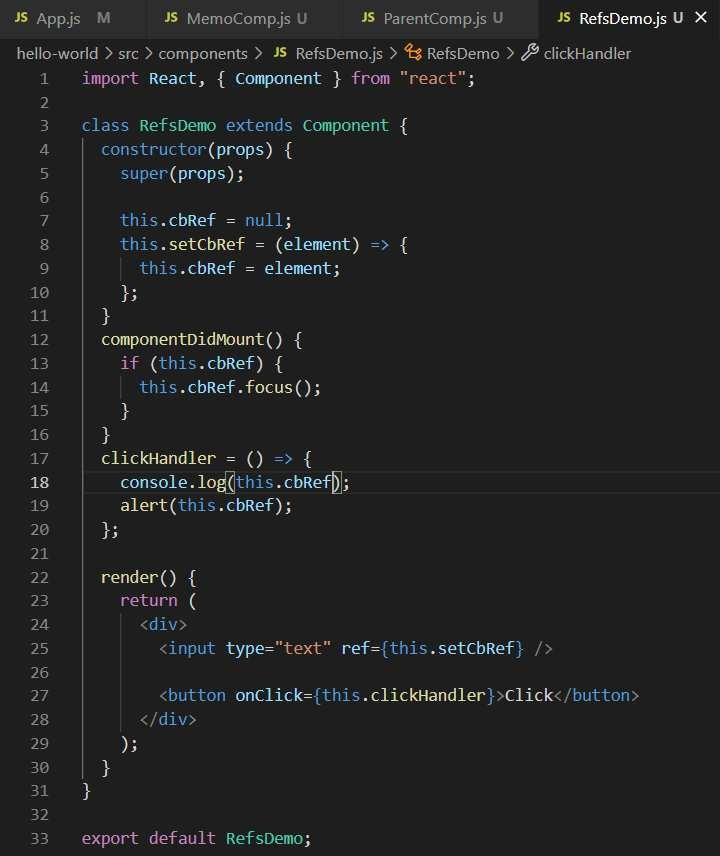 JS App.js M JS MemoComp.js U JS ParentComp.js U JS RefsDemo.js U
hello-world > src > components > JS RefsDemo.js > RefsDemo > clickHandler
1 import React, { Component } from "react";
2
3 class RefsDemo extends Component {
4   constructor(props) {
5     super(props);
6
7     this.cbRef = null;
8     this.setCbRef = (element) => {
9       this.cbRef = element;
10     };
11   }
12   componentDidMount() {
13     if (this.cbRef) {
14       this.cbRef.focus();
15     }
16   }
17   clickHandler = () => {
18     console.log(this.cbRef);
19     alert(this.cbRef);
20   };
21
22   render() {
23     return (
24       <div>
25         <input type="text" ref={this.setCbRef} />
26
27         <button onClick={this.clickHandler}>Click</button>
28       </div>
29     );
30   }
31 }
32
33 export default RefsDemo;